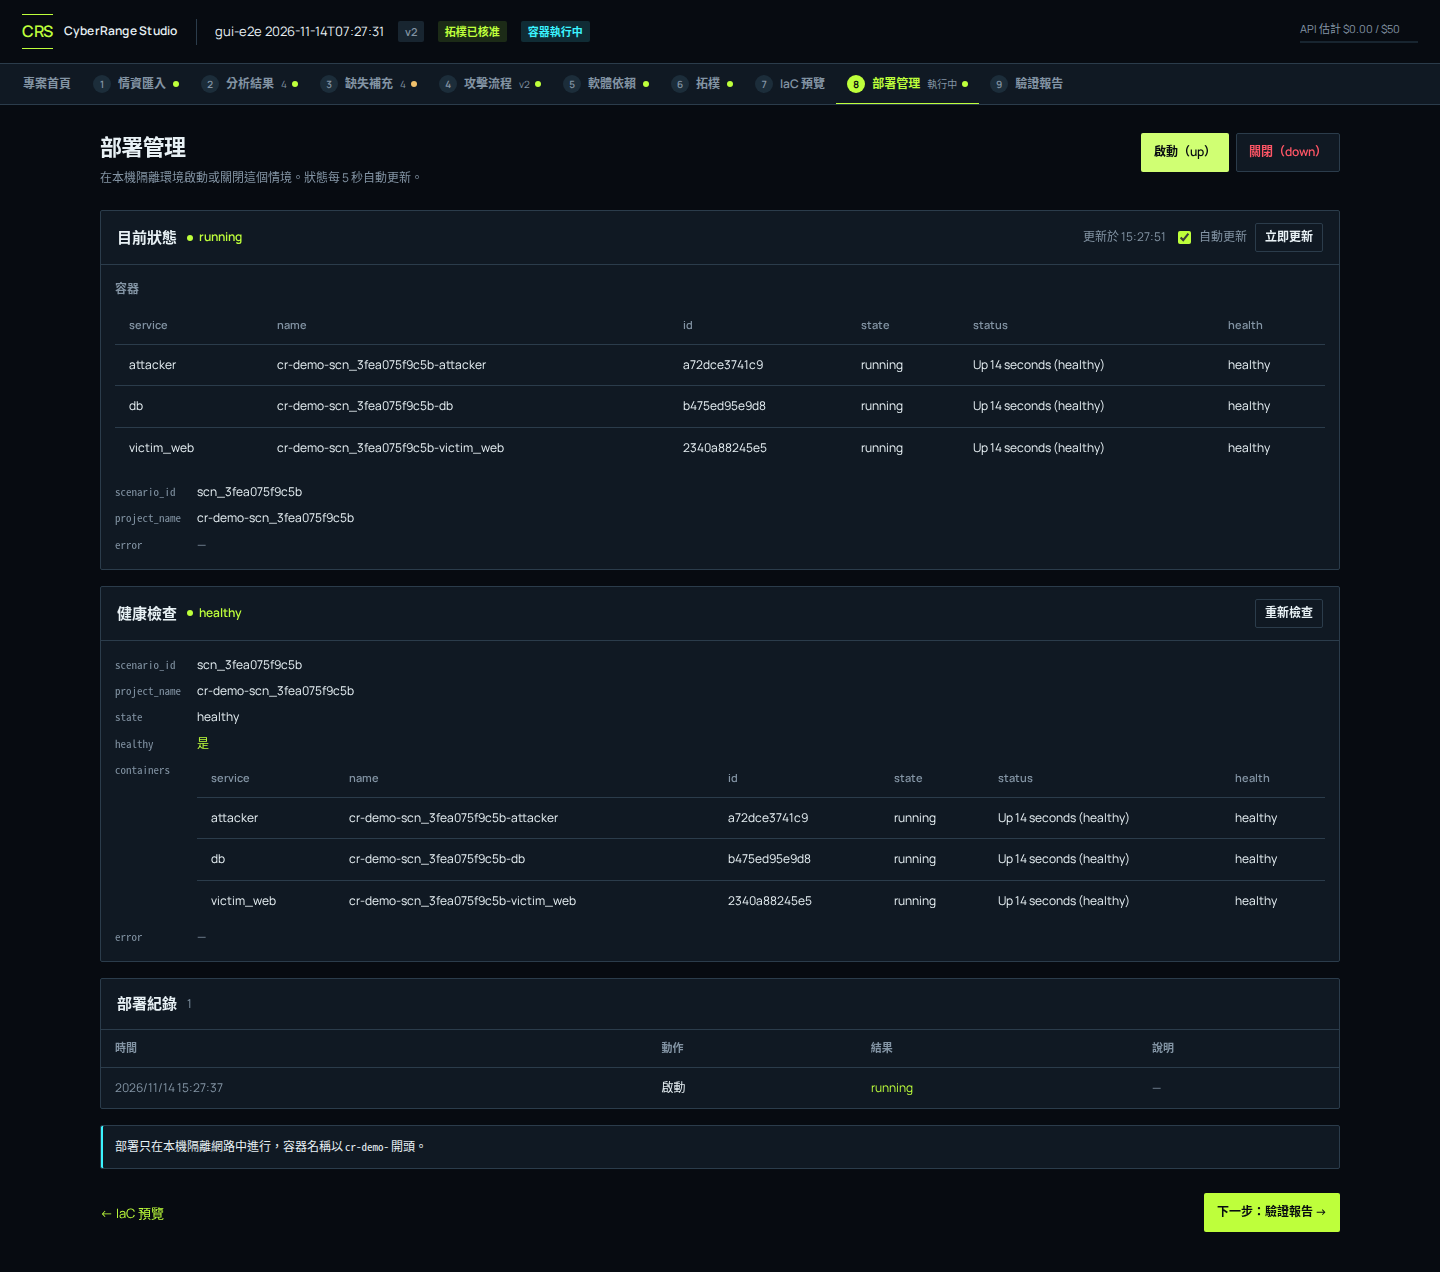 CRS CyberRange Studio gui-e2e 2026-11-14T07:27:31 v2 拓樸已核准 容器執行中 API 估計 $0.00 / $50
專案首頁 1 情資匯入 2 分析結果 4 3 缺失補充 4 4 攻擊流程 v2 5 軟體依賴 6 拓樸 7 IaC 預覽 8 部署管理 執行中 9 驗證報告
部署管理
啟動（up） 關閉（down）
在本機隔離環境啟動或關閉這個情境。狀態每 5 秒自動更新。
目前狀態 running 更新於 15:27:51 自動更新 立即更新
容器
service name id state status health
attacker cr-demo-scn_3fea075f9c5b-attacker a72dce3741c9 running Up 14 seconds (healthy) healthy
db cr-demo-scn_3fea075f9c5b-db b475ed95e9d8 running Up 14 seconds (healthy) healthy
victim_web cr-demo-scn_3fea075f9c5b-victim_web 2340a88245e5 running Up 14 seconds (healthy) healthy
scenario_id scn_3fea075f9c5b
project_name cr-demo-scn_3fea075f9c5b
error —
健康檢查 healthy 重新檢查
scenario_id scn_3fea075f9c5b
project_name cr-demo-scn_3fea075f9c5b
state healthy
healthy 是
containers service name id state status health
attacker cr-demo-scn_3fea075f9c5b-attacker a72dce3741c9 running Up 14 seconds (healthy) healthy
db cr-demo-scn_3fea075f9c5b-db b475ed95e9d8 running Up 14 seconds (healthy) healthy
victim_web cr-demo-scn_3fea075f9c5b-victim_web 2340a88245e5 running Up 14 seconds (healthy) healthy
error —
部署紀錄 1
時間 動作 結果 說明
2026/11/14 15:27:37 啟動 running —
部署只在本機隔離網路中進行，容器名稱以 cr-demo- 開頭。
← IaC 預覽 下一步：驗證報告 →